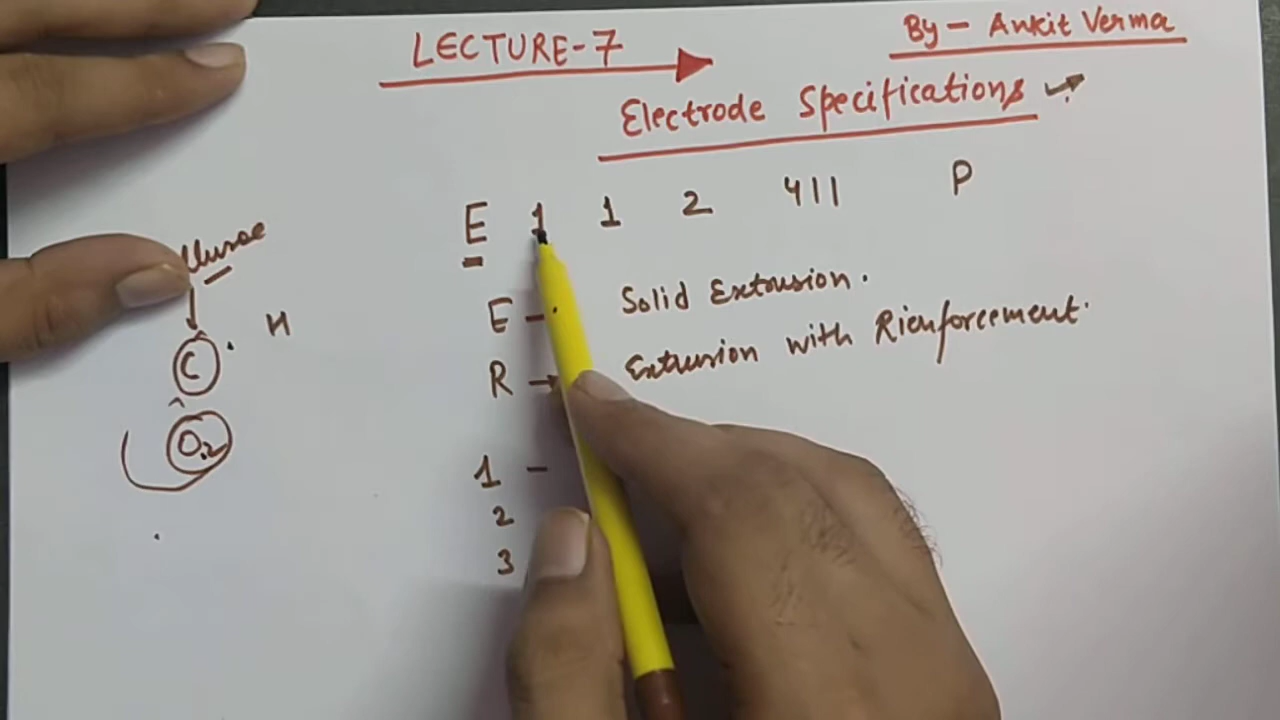 LECTURE-7
By - Ankit Verma
Electrode Specifications
E 1 1 2 411 P
E - Solid Extrusion.
R → Extrusion with Rienforcement.
1 -
2
3
H
C
O2